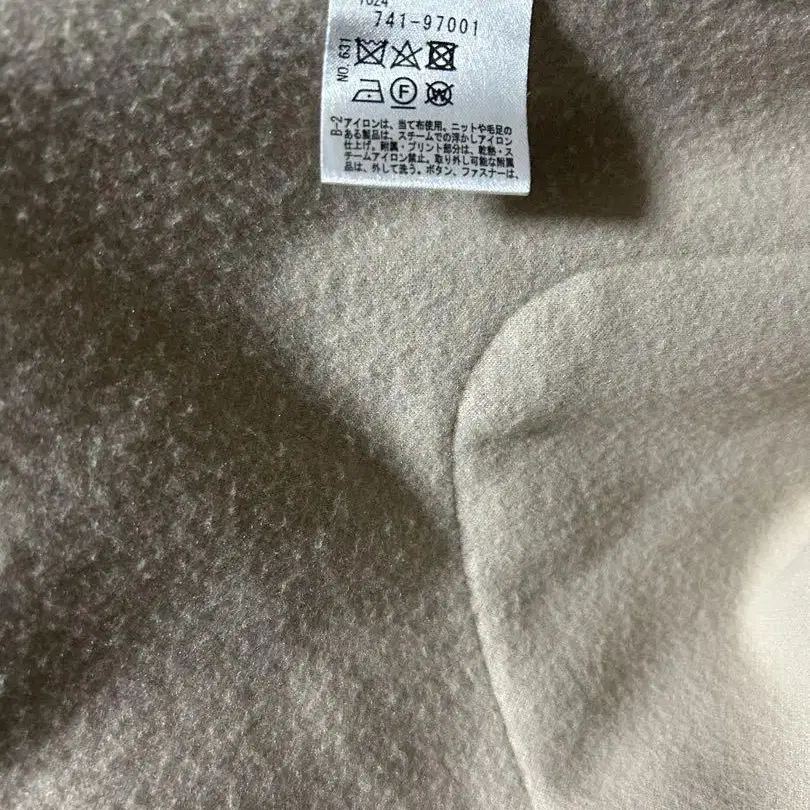 741-97001
NO. 631
F
W
B-2
アイロンは、当て布使用。ニットや毛足の
ある製品は、スチームでの浮かしアイロン
仕上げ。附属・プリント部分は、乾熱・ス
チームアイロン禁止。取り外し可能な附属
品は、外して洗う。ボタン、ファスナーは、